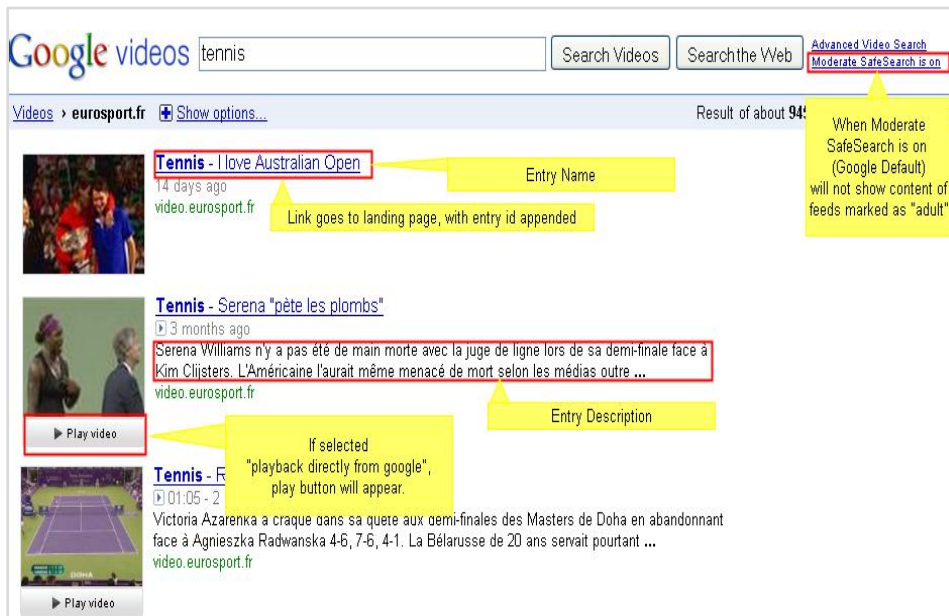 Google videos tennis Search Videos Search the Web
Advanced Video Search
Moderate SafeSearch is on
Videos › eurosport.fr Show options... Result of about 945
When Moderate
SafeSearch is on
(Google Default)
will not show content of
feeds marked as "adult"
Tennis - I love Australian Open
Entry Name
14 days ago
video.eurosport.fr
Link goes to landing page, with entry id appended
Tennis - Serena "pète les plombs"
3 months ago
Serena Williams n'y a pas été de main morte avec la juge de ligne lors de sa demi-finale face à
Kim Clijsters. L'Américaine l'aurait même menacé de mort selon les médias outre ...
video.eurosport.fr
Entry Description
Play video
If selected
"playback directly from google",
play button will appear.
Tennis -
01:05 - 2
Victoria Azarenka a craqué dans sa quête aux demi-finales des Masters de Doha en abandonnant
face à Agnieszka Radwanska 4-6, 7-6, 4-1. La Bélarusse de 20 ans servait pourtant ...
video.eurosport.fr
DOHA
Play video